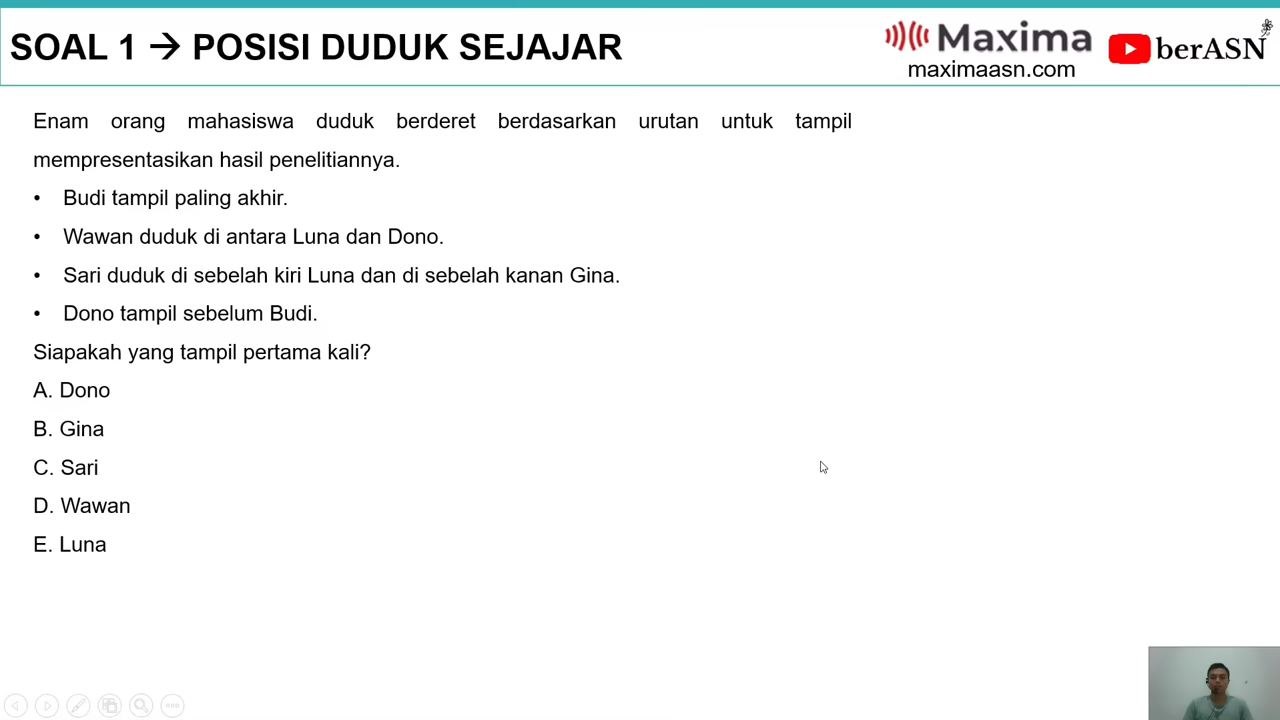 SOAL 1 → POSISI DUDUK SEJAJAR
Maxima
maximaasn.com
berASN
Enam orang mahasiswa duduk berderet berdasarkan urutan untuk tampil
mempresentasikan hasil penelitiannya.
• Budi tampil paling akhir.
• Wawan duduk di antara Luna dan Dono.
• Sari duduk di sebelah kiri Luna dan di sebelah kanan Gina.
• Dono tampil sebelum Budi.
Siapakah yang tampil pertama kali?
A. Dono
B. Gina
C. Sari
D. Wawan
E. Luna